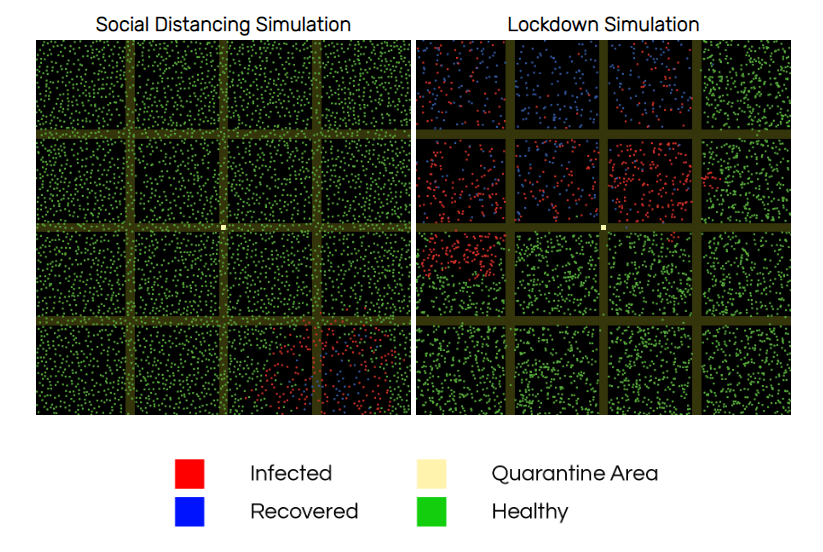 Social Distancing Simulation
Lockdown Simulation
Infected
Quarantine Area
Recovered
Healthy